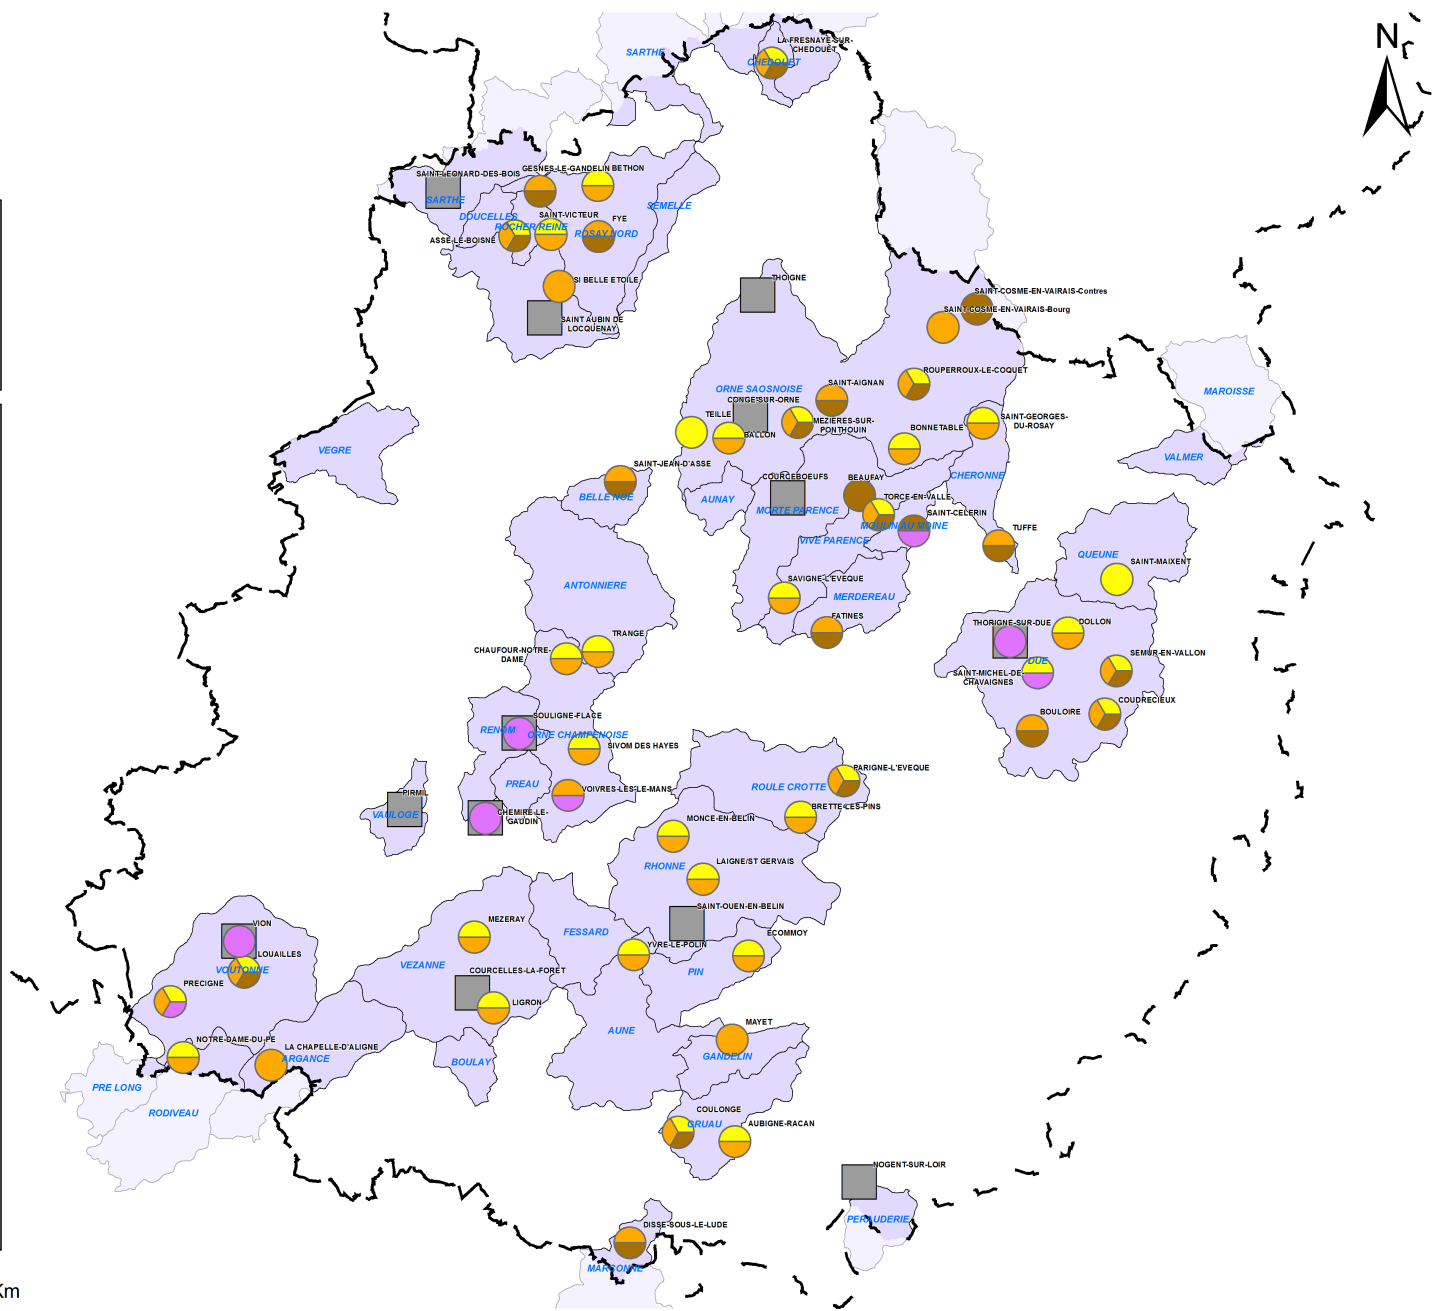 N
LA FRESNAYE-SUR-
CHEDOUET
SARTHE
CHEDOUET
SAINT-LEONARD-DES-BOIS
GESNES-LE-GANDELIN
BETHON
SARTHE
SEMELLE
DOUCELLES
SAINT-VICTEUR
FYE
ROCHER REINE
ROSAY NORD
ASSE-LE-BOISNE
SI BELLE ETOILE
THOIGNE
SAINT AUBIN DE
LOCQUENAY
SAINT-COSME-EN-VAIRAIS-Contres
SAINT-COSME-EN-VAIRAIS-Bourg
ROUPERROUX-LE-COQUET
ORNE SAOSNOISE
SAINT-AIGNAN
MAROISSE
CONGE-SUR-ORNE
TEILLE
MEZIERES-SUR-
PONTHOUIN
SAINT-GEORGES-
DU-ROSAY
BALLON
BONNETABLE
VEGRE
VALMER
SAINT-JEAN-D'ASSE
COURCEBOEUFS
BEAUFAY
CHERONNE
BELLE NOE
AUNAY
TORCE-EN-VALLE
MORTE PARENCE
SAINT-CELERIN
MOULIN AU MOINE
TUFFE
VIVE PARENCE
QUEUNE
SAINT-MAIXENT
ANTONNIERE
SAVIGNE-L'EVEQUE
MERDEREAU
FATINES
THORIGNE-SUR-DUE
DOLLON
TRANGE
CHAUFOUR-NOTRE-
DAME
SEMUR-EN-VALLON
DUE
SAINT-MICHEL-DE-
CHAVAIGNES
COUDRECIEUX
BOULOIRE
SOULIGNE-FLACE
RENOM
ORNE CHAMPENOISE
SIVOM DES HAYES
PARIGNE-L'EVEQUE
PREAU
ROULE CROTTE
VOIVRES-LES-LE-MANS
PIRMIL
VAULOGE
CHEMIRE-LE-
GAUDIN
BRETTE-LES-PINS
MONCE-EN-BELIN
LAIGNE/ST GERVAIS
RHONNE
SAINT-OUEN-EN-BELIN
MEZERAY
VION
FESSARD
ECOMMOY
YVRE-LE-POLIN
LOUAILLES
VOUTONNE
VEZANNE
COURCELLES-LA-FORET
PIN
PRECIGNE
LIGRON
MAYET
AUNE
NOTRE-DAME-DU-PE
LA CHAPELLE-D'ALIGNE
ARGANCE
BOULAY
GANDELIN
PRE LONG
RODIVEAU
COULONGE
GRUAU
AUBIGNE-RACAN
NOGENT-SUR-LOIR
PERAUDERIE
DISSE-SOUS-LE-LUDE
MARCONNE
Km